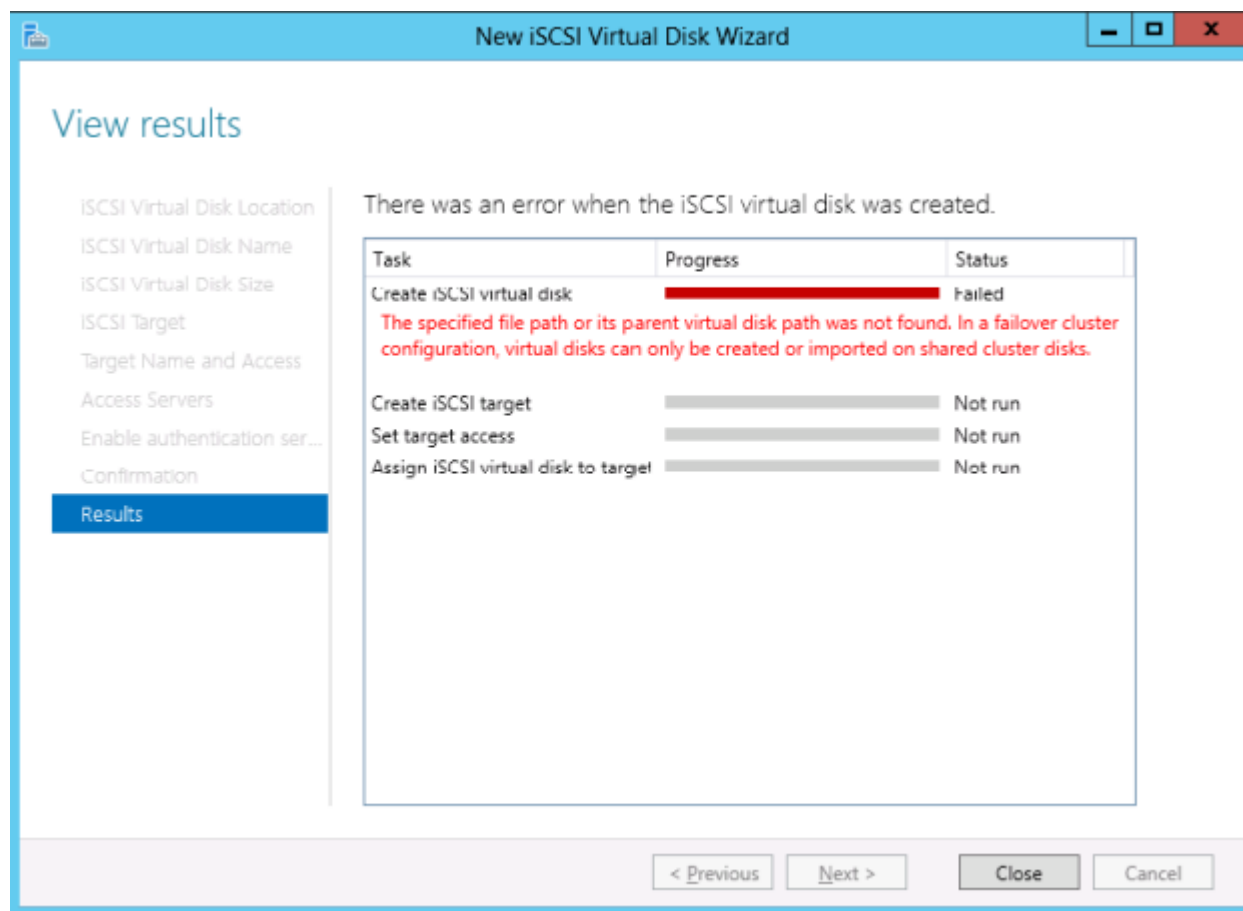 New iSCSI Virtual Disk Wizard
View results
iSCSI Virtual Disk Location
iSCSI Virtual Disk Name
iSCSI Virtual Disk Size
iSCSI Target
Target Name and Access
Access Servers
Enable authentication ser...
Confirmation
Results
There was an error when the iSCSI virtual disk was created.
Task Progress Status
Create iSCSI virtual disk Failed
The specified file path or its parent virtual disk path was not found. In a failover cluster
configuration, virtual disks can only be created or imported on shared cluster disks.
Create iSCSI target Not run
Set target access Not run
Assign iSCSI virtual disk to target Not run
< Previous Next > Close Cancel